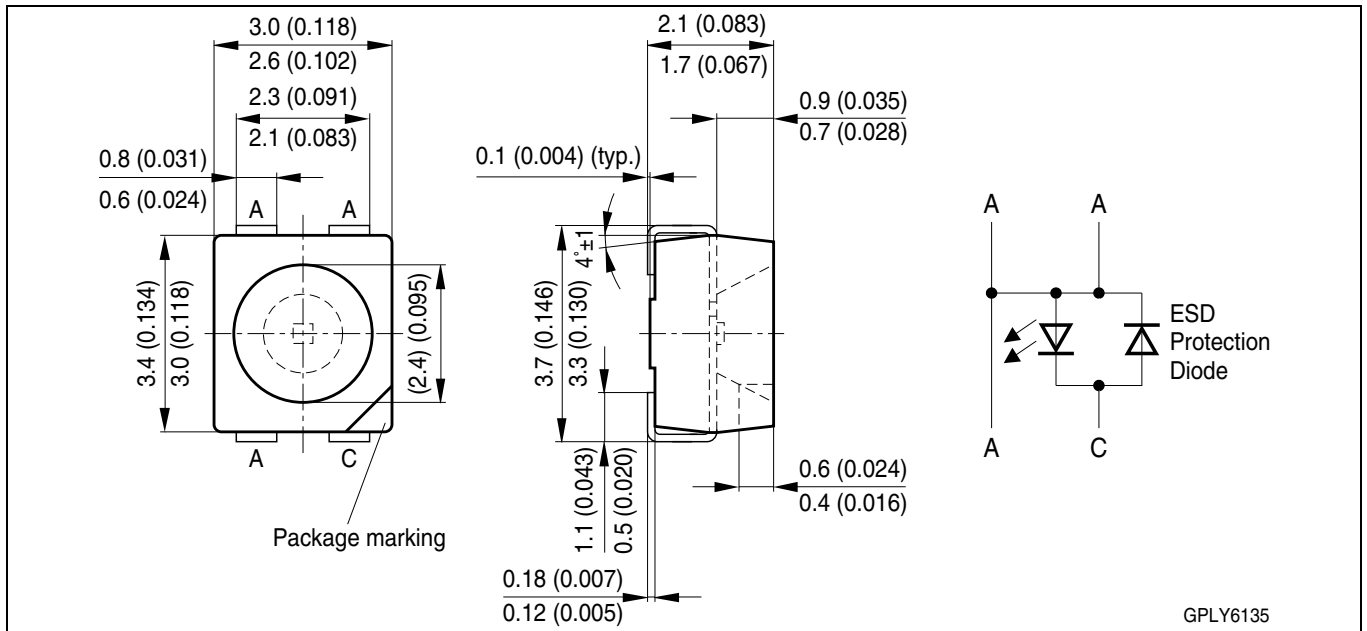 3.0 (0.118)
2.6 (0.102)
2.3 (0.091)
2.1 (0.083)
0.8 (0.031)
0.6 (0.024)
A
A
3.4 (0.134)
3.0 (0.118)
(2.4) (0.095)
A
C
Package marking
2.1 (0.083)
1.7 (0.067)
0.9 (0.035)
0.7 (0.028)
0.1 (0.004) (typ.)
4°±1
3.7 (0.146)
3.3 (0.130)
1.1 (0.043)
0.5 (0.020)
0.6 (0.024)
0.4 (0.016)
0.18 (0.007)
0.12 (0.005)
A
A
ESD
Protection
Diode
A
C
GPLY6135